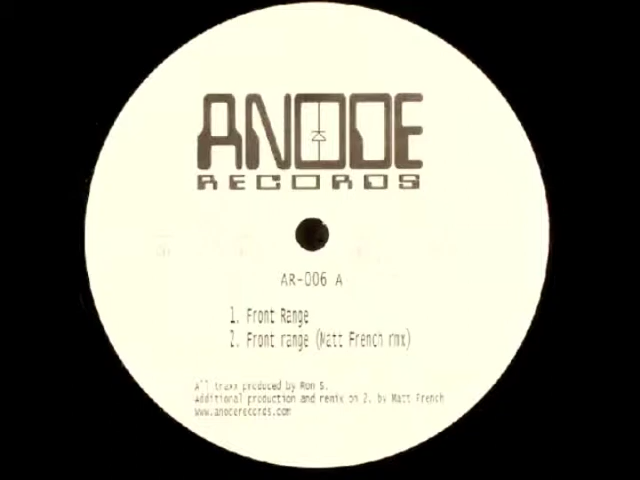 ANODE
RECORDS
AR-006 A
1. Front Range
2. Front range (Matt French rmx)
All traxx produced by Ron S.
Additional production and remix on 2. by Matt French
www.anoderecords.com